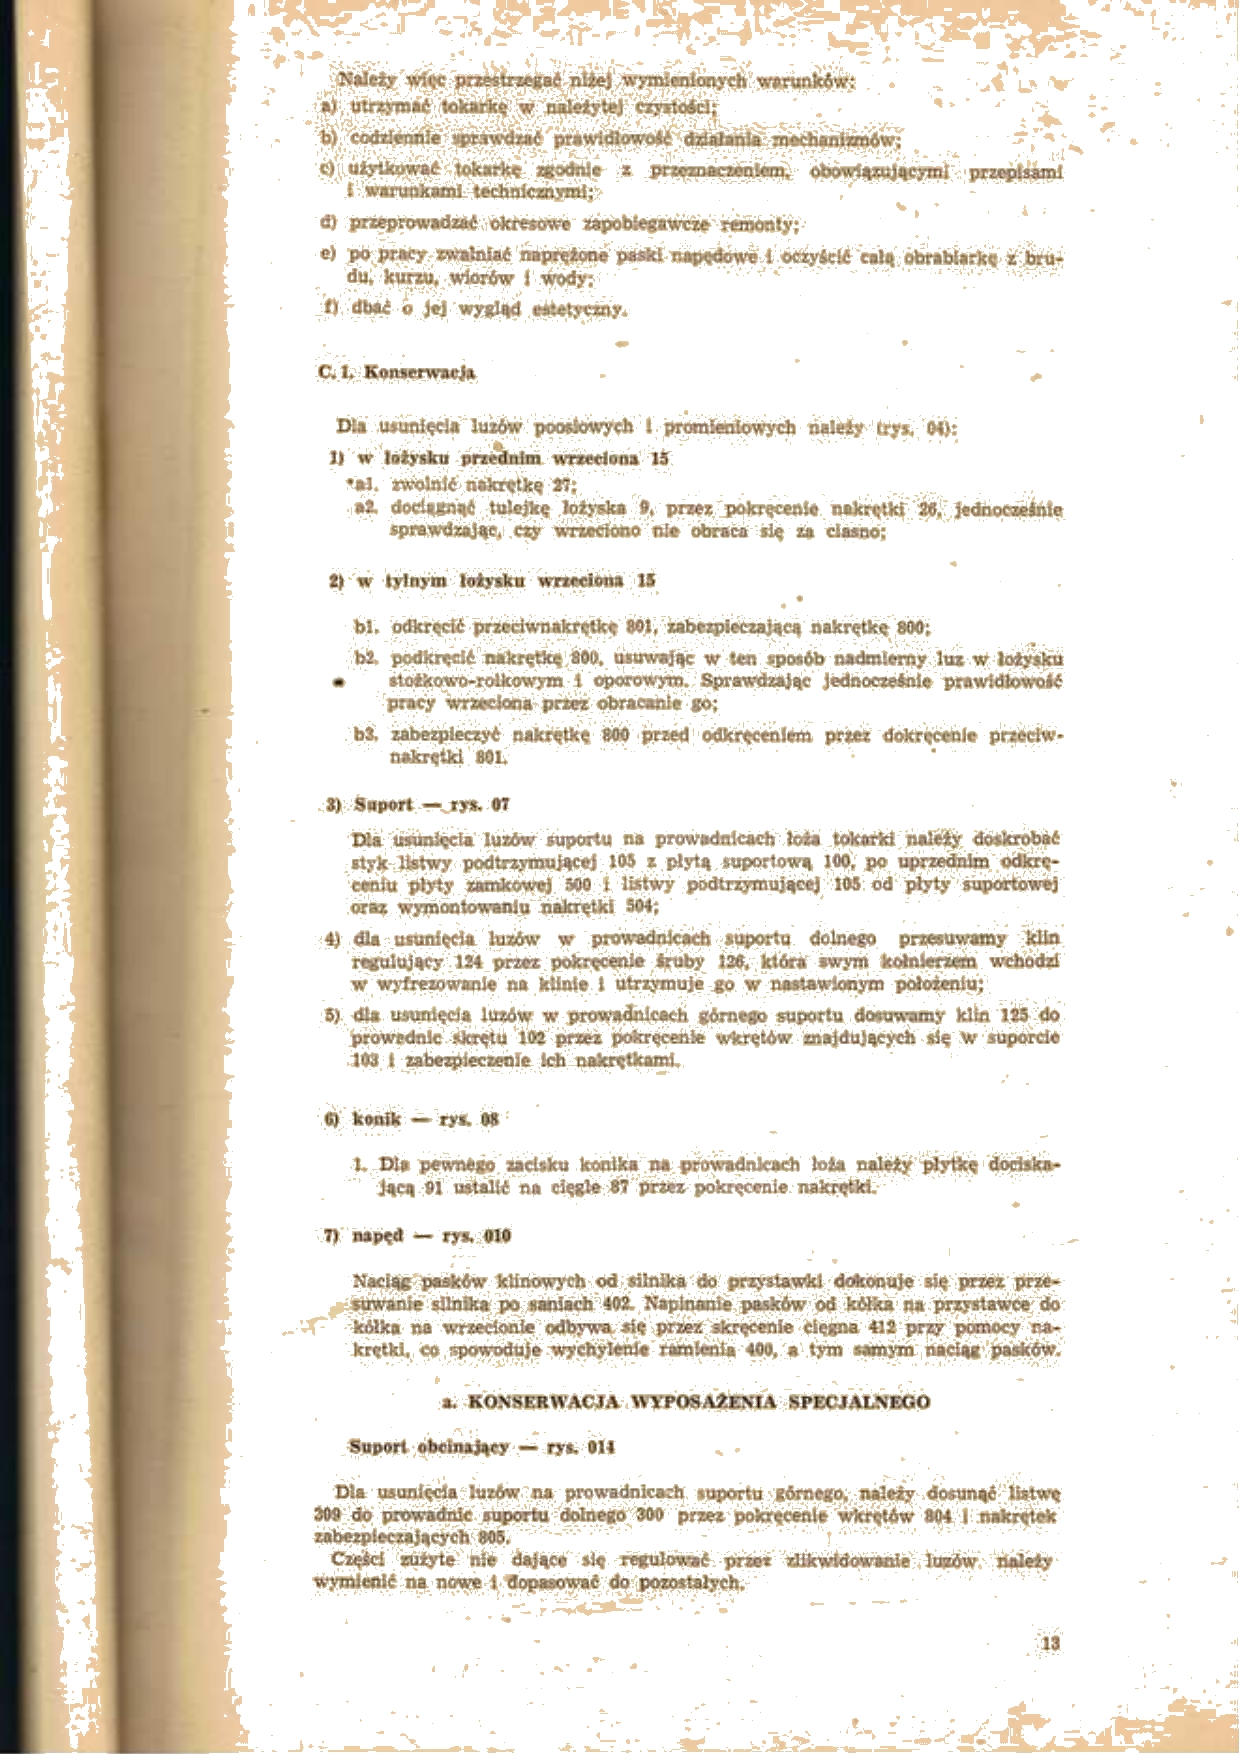 Należy więc przestrzegać niżej wymienionych warunków:
a) utrzymać tokarkę w należytej czystości;
b) codziennie sprawdzać prawidłowość działania mechanizmów;
c) użytkować tokarkę zgodnie z przeznaczeniem, obowiązującymi przepisami
i warunkami technicznymi;
d) przeprowadzać okresowe zapobiegawcze remonty;
e) po pracy zwalniać naprężone paski napędowe i oczyścić całą obrabiarkę z bru-
du, kurzu, wiorów i wody;
f) dbać o jej wygląd estetyczny.
C. 1. Konserwacja
Dla usunięcia luzów poosiowych i promieniowych należy (rys. 04):
1) w łożysku przednim wrzeciona 15
a1. zwolnić nakrętkę 27;
a2. dociągnąć tulejkę łożyska 9, przez pokręcenie nakrętki 26, jednocześnie
sprawdzając, czy wrzeciono nie obraca się za ciasno;
2) w tylnym łożysku wrzeciona 15
b1. odkręcić przeciwnakrętkę 801, zabezpieczającą nakrętkę 800;
b2. podkręcić nakrętkę 800, usuwając w ten sposób nadmierny luz w łożysku
stożkowo-rolkowym i oporowym. Sprawdzając jednocześnie prawidłowość
pracy wrzeciona przez obracanie go;
b3. zabezpieczyć nakrętkę 800 przed odkręceniem przez dokręcenie przeciw-
nakrętki 801.
3) Suport — rys. 07
Dla usunięcia luzów suportu na prowadnicach łoża tokarki należy doskrobać
styk listwy podtrzymującej 105 z płytą suportową 100, po uprzednim odkrę-
ceniu płyty zamkowej 500 i listwy podtrzymującej 105 od płyty suportowej
oraz wymontowaniu nakrętki 504;
4) dla usunięcia luzów w prowadnicach suportu dolnego przesuwamy klin
regulujący 124 przez pokręcenie śruby 126, która swym kołnierzem wchodzi
w wyfrezowanie na klinie i utrzymuje go w nastawionym położeniu;
5) dla usunięcia luzów w prowadnicach górnego suportu dosuwamy klin 125 do
prowadnic skrętu 102 przez pokręcenie wkrętów znajdujących się w suporcie
103 i zabezpieczenie ich nakrętkami.
6) konik — rys. 08
1. Dla pewnego zacisku konika na prowadnicach łoża należy płytkę dociska-
jącą 91 ustalić na cięgle 87 przez pokręcenie nakrętki.
7) napęd — rys. 010
Naciąg pasków klinowych od silnika do przystawki dokonuje się przez prze-
suwanie silnika po saniach 402. Napinanie pasków od kółka na przystawce do
kółka na wrzecionie odbywa się przez skręcenie cięgna 412 przy pomocy na-
krętki, co spowoduje wychylenie ramienia 400, a tym samym naciąg pasków.
a. KONSERWACJA WYPOSAŻENIA SPECJALNEGO
Suport obcinający — rys. 014
Dla usunięcia luzów na prowadnicach suportu górnego, należy dosunąć listwę
309 do prowadnic suportu dolnego 300 przez pokręcenie wkrętów 804 i nakrętek
zabezpieczających 805.
Części zużyte nie dające się regulować przez zlikwidowanie luzów należy
wymienić na nowe i dopasować do pozostałych.
13